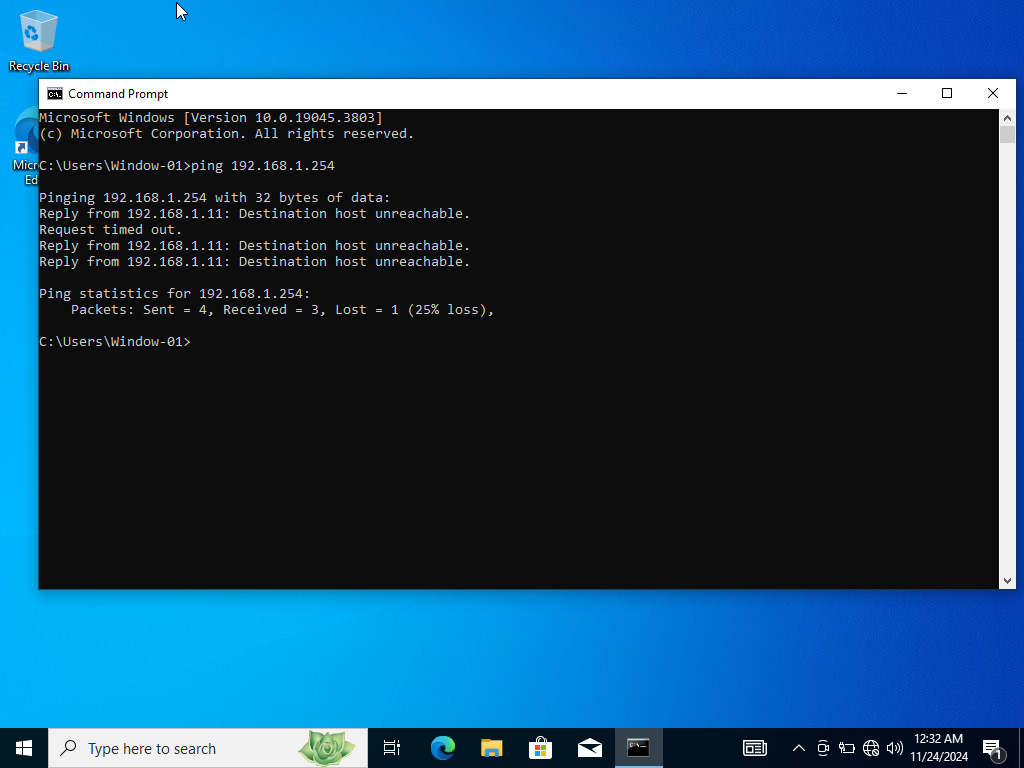 Recycle Bin
Command Prompt
Microsoft Windows [Version 10.0.19045.3803]
(c) Microsoft Corporation. All rights reserved.
C:\Users\Window-01>ping 192.168.1.254
Pinging 192.168.1.254 with 32 bytes of data:
Reply from 192.168.1.11: Destination host unreachable.
Request timed out.
Reply from 192.168.1.11: Destination host unreachable.
Reply from 192.168.1.11: Destination host unreachable.
Ping statistics for 192.168.1.254:
    Packets: Sent = 4, Received = 3, Lost = 1 (25% loss),
C:\Users\Window-01>
Micr
Ed
Type here to search
12:32 AM
11/24/2024
1